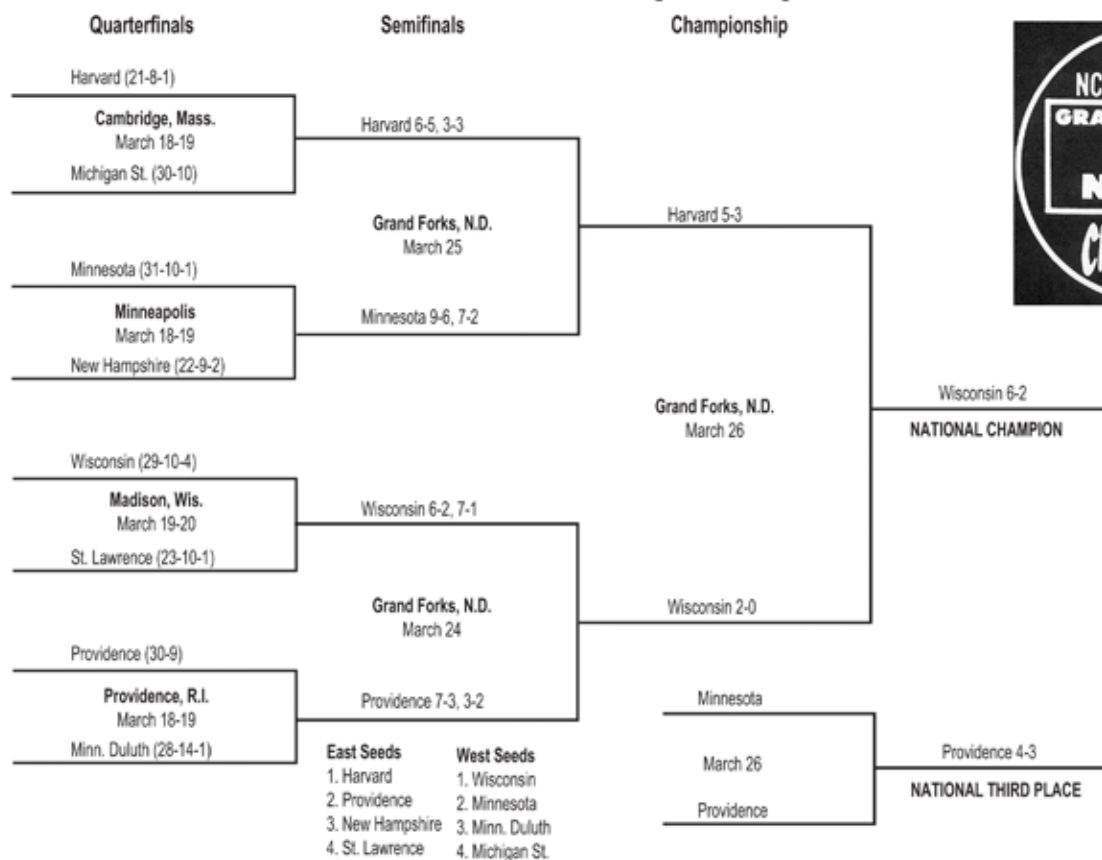 Quarterfinals
Semifinals
Championship
Harvard (21-8-1)
Cambridge, Mass.
March 18-19
Michigan St. (30-10)
Minnesota (31-10-1)
Minneapolis
March 18-19
New Hampshire (22-9-2)
Wisconsin (29-10-4)
Madison, Wis.
March 19-20
St. Lawrence (23-10-1)
Providence (30-9)
Providence, R.I.
March 18-19
Minn. Duluth (28-14-1)
Harvard 6-5, 3-3
Grand Forks, N.D.
March 25
Minnesota 9-6, 7-2
Wisconsin 6-2, 7-1
Grand Forks, N.D.
March 24
Providence 7-3, 3-2
East Seeds
1. Harvard
2. Providence
3. New Hampshire
4. St. Lawrence
West Seeds
1. Wisconsin
2. Minnesota
3. Minn. Duluth
4. Michigan St.
Harvard 5-3
Grand Forks, N.D.
March 26
Wisconsin 2-0
Wisconsin 6-2
NATIONAL CHAMPION
Minnesota
March 26
Providence
Providence 4-3
NATIONAL THIRD PLACE
NC
GRA
N